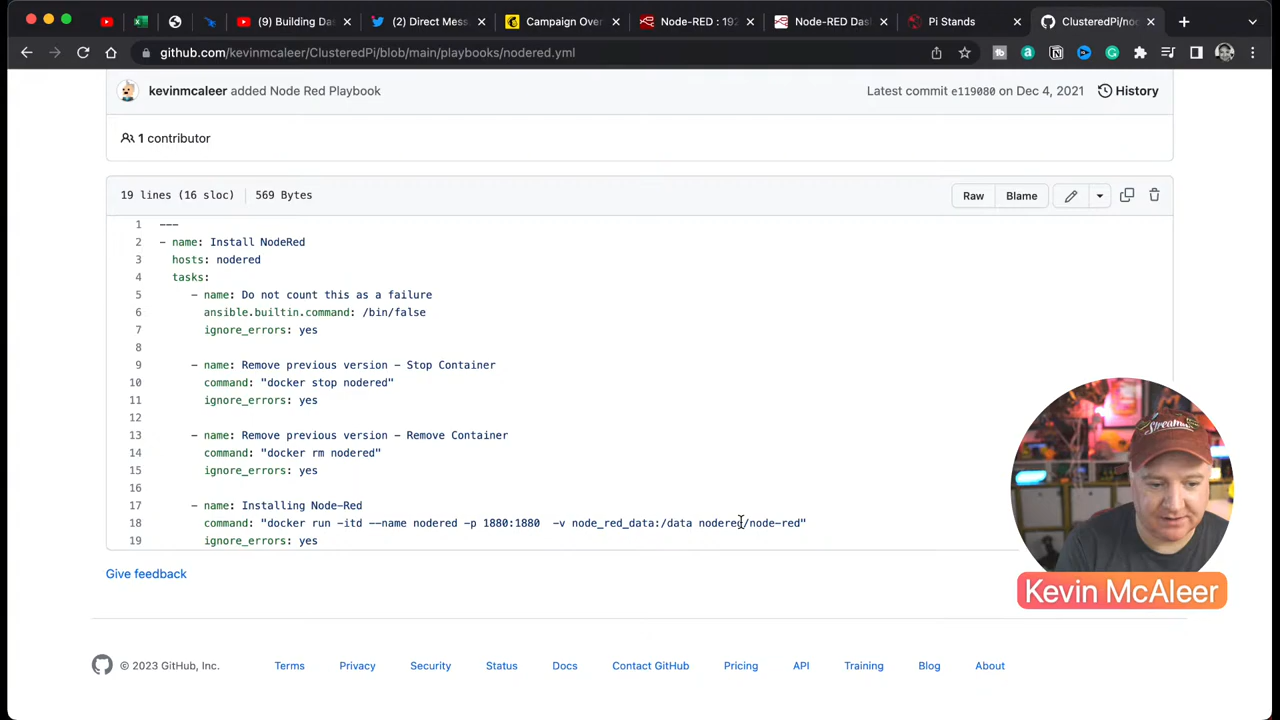 (9) Building Das
(2) Direct Mess
Campaign Over
Node-RED : 192
Node-RED Das
Pi Stands
ClusteredPi/no
github.com/kevinmcaleer/ClusteredPi/blob/main/playbooks/nodered.yml
kevinmcaleer added Node Red Playbook
Latest commit e119080 on Dec 4, 2021
History
1 contributor
19 lines (16 sloc)
569 Bytes
Raw
Blame
1 ---
2 - name: Install NodeRed
3 hosts: nodered
4 tasks:
5 - name: Do not count this as a failure
6 ansible.builtin.command: /bin/false
7 ignore_errors: yes
8
9 - name: Remove previous version - Stop Container
10 command: "docker stop nodered"
11 ignore_errors: yes
12
13 - name: Remove previous version - Remove Container
14 command: "docker rm nodered"
15 ignore_errors: yes
16
17 - name: Installing Node-Red
18 command: "docker run -itd --name nodered -p 1880:1880  -v node_red_data:/data nodered/node-red"
19 ignore_errors: yes
Give feedback
Kevin McAleer
© 2023 GitHub, Inc.
Terms
Privacy
Security
Status
Docs
Contact GitHub
Pricing
API
Training
Blog
About